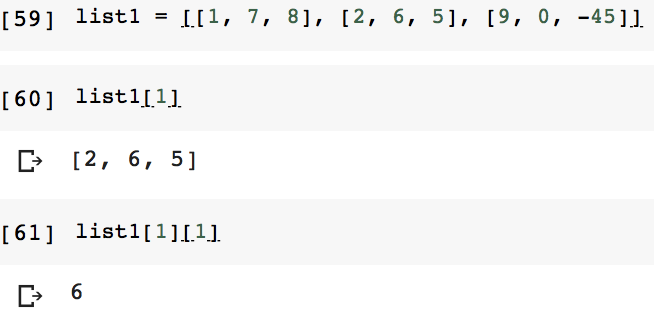 [59] list1 = [[1, 7, 8], [2, 6, 5], [9, 0, -45]]
[60] list1[1]
[2, 6, 5]
[61] list1[1][1]
6